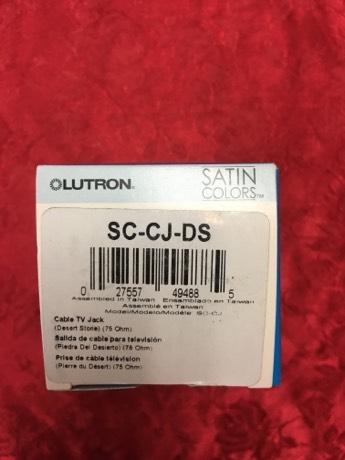 LUTRON
SATIN
COLORS™
SC-CJ-DS
0 27557 49488 5
Assembled in Taiwan Ensamblado en Taiwan
Assemblé en Taiwan
Model/Modelo/Modèle: SC-CJ
Cable TV Jack
(Desert Stone) (75 Ohm)
Salida de cable para televisión
(Piedra Del Desierto) (75 Ohm)
Prise de câble télévision
(Pierre du Désert) (75 Ohm)